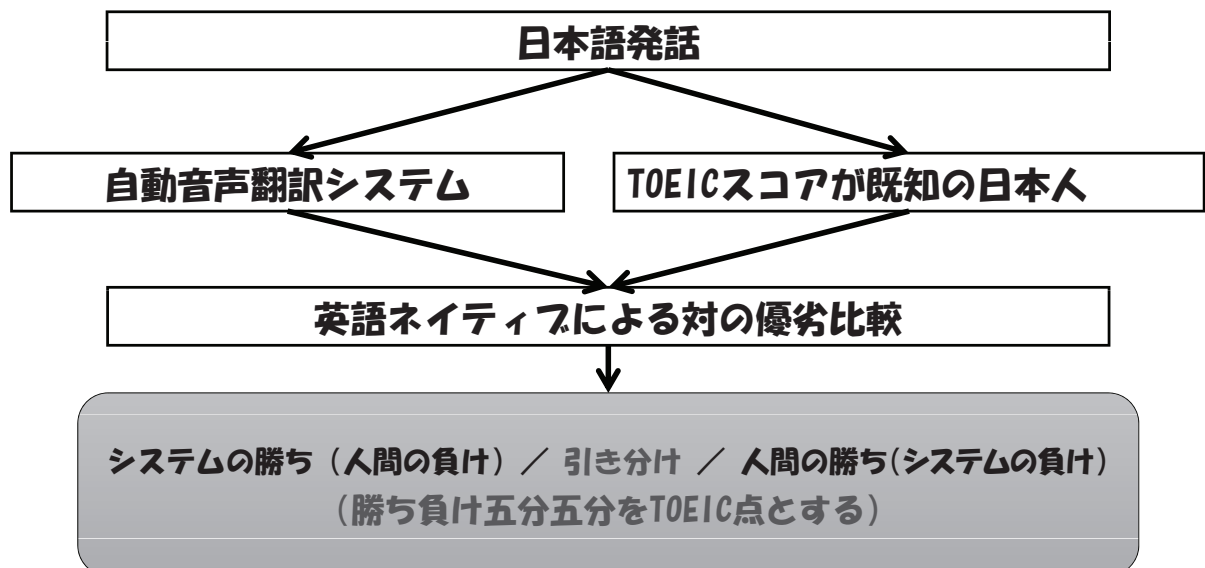 日本語発話
自動音声翻訳システム
TOEICスコアが既知の日本人
英語ネイティブによる対の優劣比較
システムの勝ち(人間の負け) / 引き分け / 人間の勝ち(システムの負け)
(勝ち負け五分五分をTOEIC点とする)